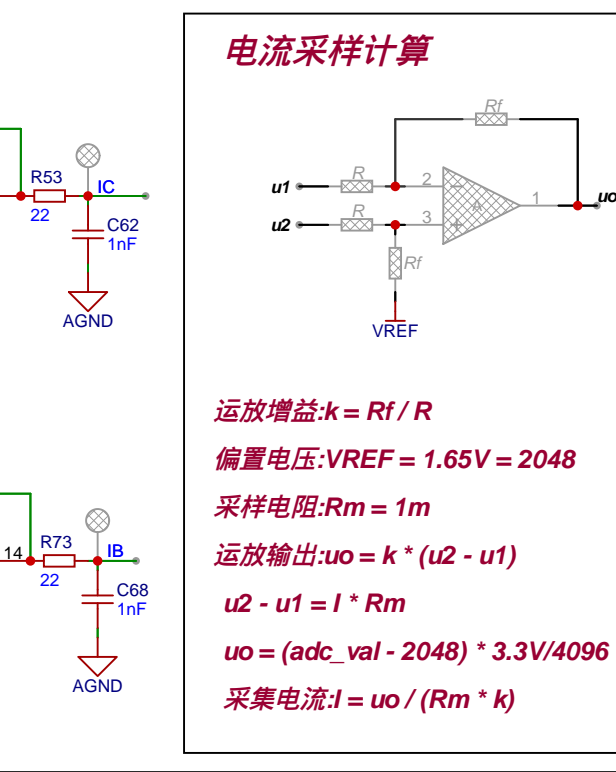 电流采样计算
Rf
R53
IC
22
C62
1nF
AGND
u1
R
2
1
uo
A
u2
R
3
Rf
VREF
运放增益:k = Rf / R
偏置电压:VREF = 1.65V = 2048
采样电阻:Rm = 1m
运放输出:uo = k * (u2 - u1)
u2 - u1 = I * Rm
uo = (adc_val - 2048) * 3.3V/4096
采集电流:I = uo / (Rm * k)
14
R73
IB
22
C68
1nF
AGND